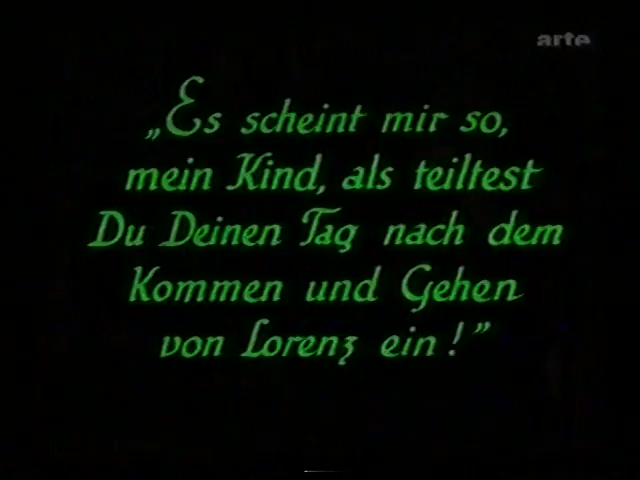 arte
„Es scheint mir so,
mein Kind, als teiltest
Du Deinen Tag nach dem
Kommen und Gehen
von Lorenz ein!”